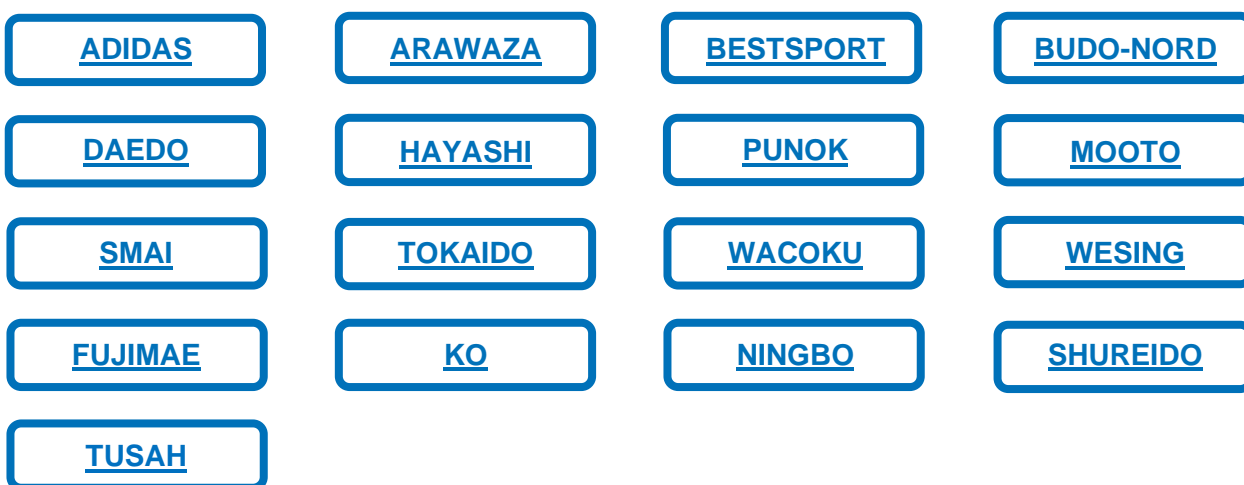 ADIDAS ARAWAZA BESTSPORT BUDO-NORD
DAEDO HAYASHI PUNOK MOOTO
SMAI TOKAIDO WACOKU WESING
FUJIMAE KO NINGBO SHUREIDO
TUSAH